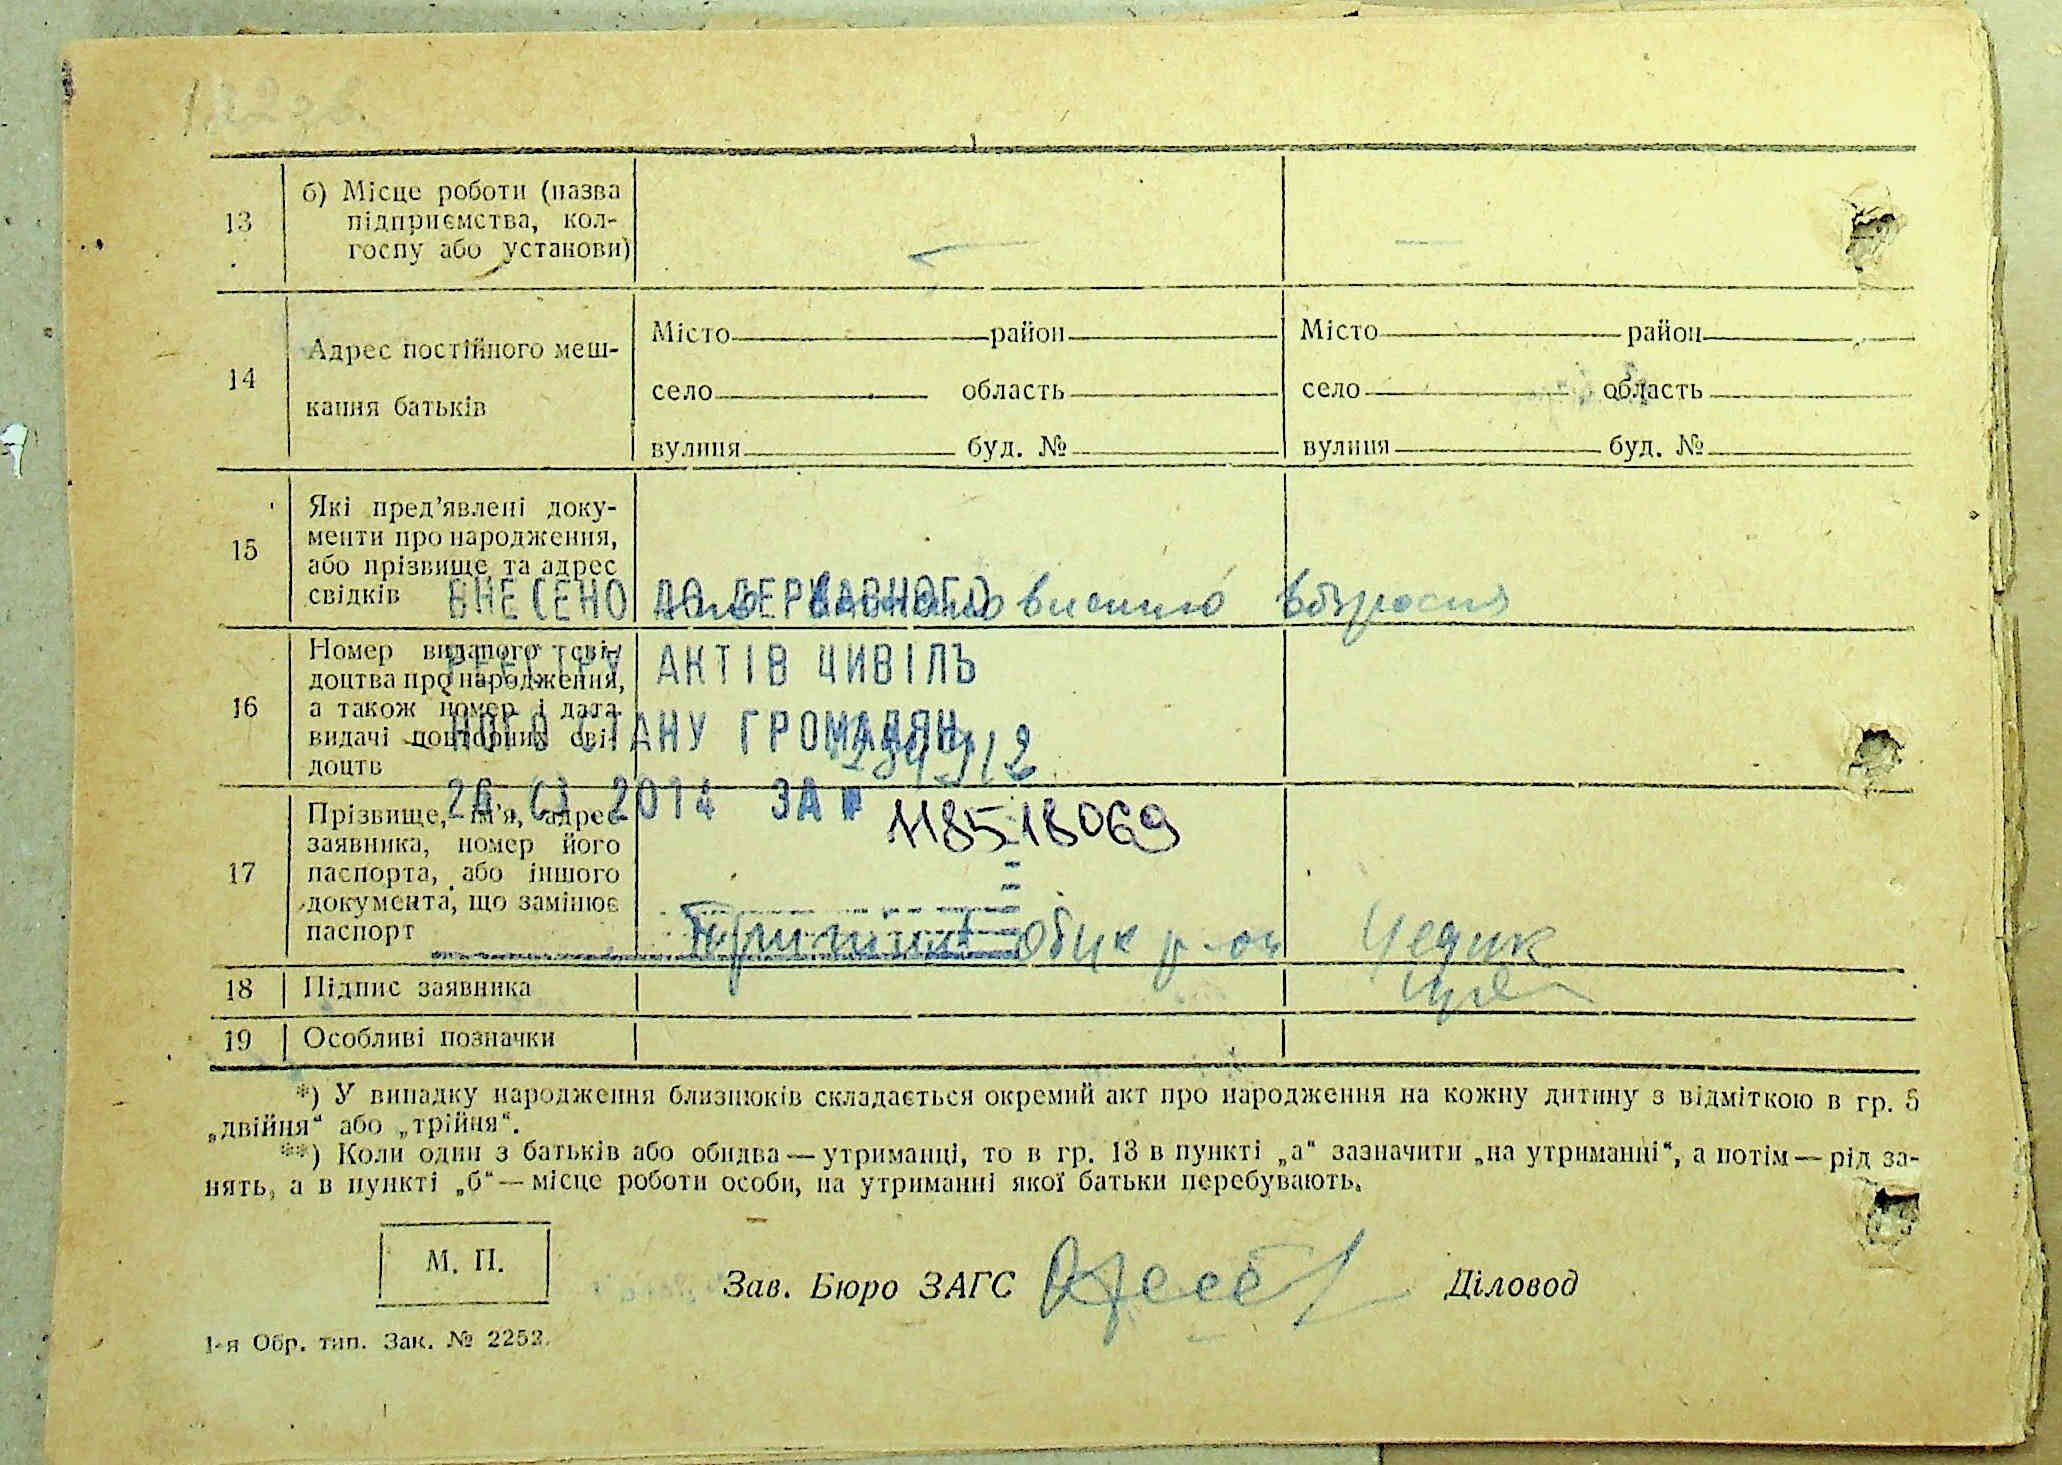 13
б) Місце роботи (назва
підприємства, кол-
госпу або установи)
14
Адрес постійного меш-
кання батьків
Місто район
село область
вулиця буд. №
Місто район
село область
вулиця буд. №
15
Які пред'явлені доку-
менти про народження,
або прізвище та адрес
свідків
ВНЕСЕНО ДО ДЕРЖАВНОГО
16
Номер виданого сві-
доцтва про народження,
а також номер і дата
видачі повторних сві-
доцтв
РЕЄСТРУ АКТІВ ЦИВІЛЬ
НОГО СТАНУ ГРОМАДЯН
2014 ЗА №
118518069
17
Прізвище, ім'я, адрес
заявника, номер його
паспорта, або іншого
документа, що замінює
паспорт
18
Підпис заявника
19
Особливі позначки
*) У випадку народження близнюків складається окремий акт про народження на кожну дитину з відміткою в гр. 5
„двійня“ або „трійня“.
**) Коли один з батьків або обидва — утриманці, то в гр. 13 в пункті „а“ зазначити „на утриманці“, а потім — рід за-
нять, а в пункті „б“ — місце роботи особи, на утриманні якої батьки перебувають.
М. П.
Зав. Бюро ЗАГС
Діловод
1-я Обр. тип. Зак. № 2252.